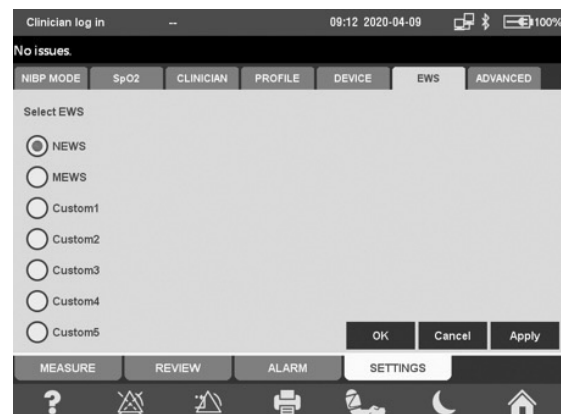 Clinician log in -- 09:12 2020-04-09 100%
No issues.
NIBP MODE SpO2 CLINICIAN PROFILE DEVICE EWS ADVANCED
Select EWS
NEWS
MEWS
Custom1
Custom2
Custom3
Custom4
Custom5
OK Cancel Apply
MEASURE REVIEW ALARM SETTINGS
?